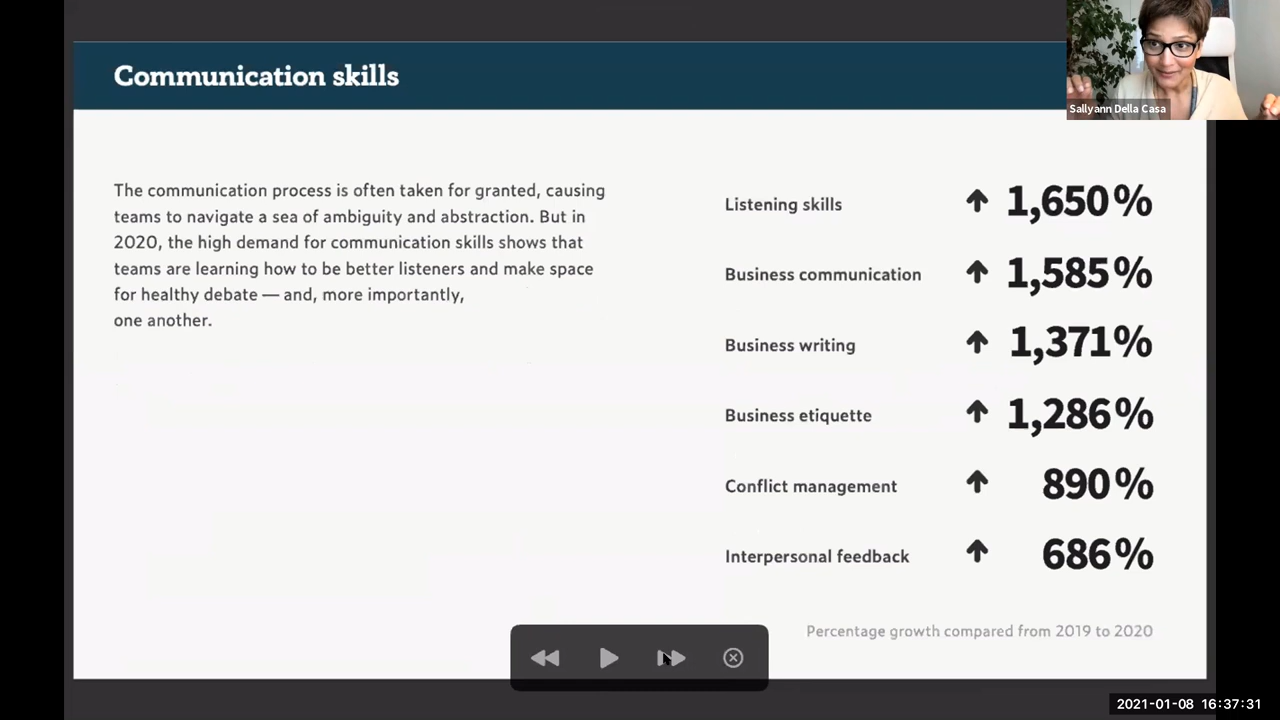 Communication skills
Sallyann Della Casa
The communication process is often taken for granted, causing
teams to navigate a sea of ambiguity and abstraction. But in
2020, the high demand for communication skills shows that
teams are learning how to be better listeners and make space
for healthy debate — and, more importantly,
one another.
Listening skills 1,650%
Business communication 1,585%
Business writing 1,371%
Business etiquette 1,286%
Conflict management 890%
Interpersonal feedback 686%
Percentage growth compared from 2019 to 2020
2021-01-08 16:37:31